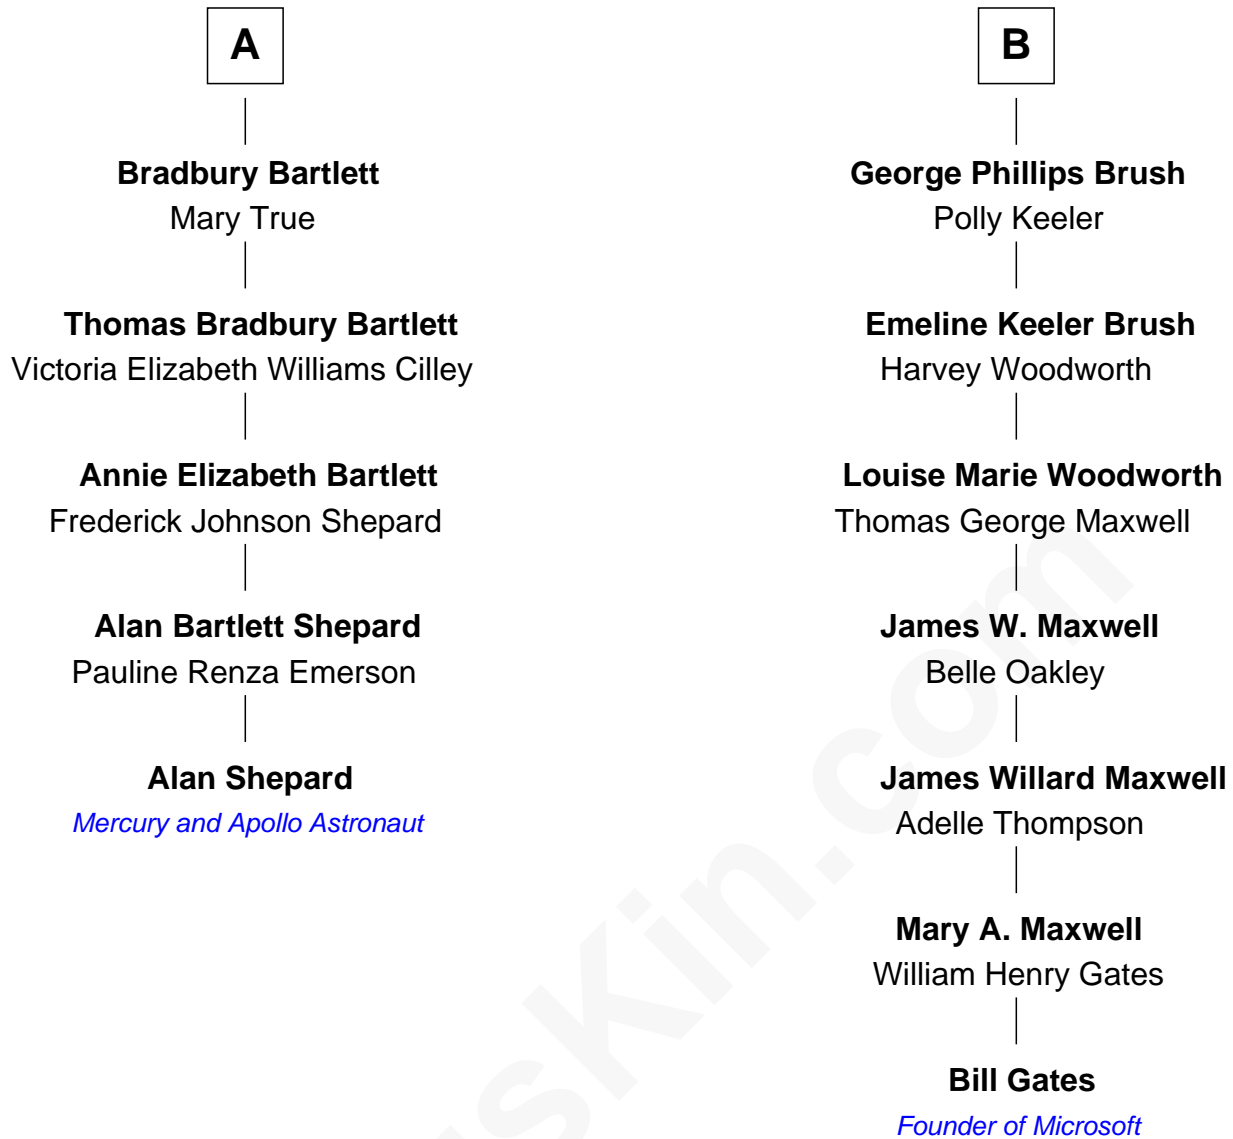 A
Bradbury Bartlett
Mary True
Thomas Bradbury Bartlett
Victoria Elizabeth Williams Cilley
Annie Elizabeth Bartlett
Frederick Johnson Shepard
Alan Bartlett Shepard
Pauline Renza Emerson
Alan Shepard
Mercury and Apollo Astronaut
B
George Phillips Brush
Polly Keeler
Emeline Keeler Brush
Harvey Woodworth
Louise Marie Woodworth
Thomas George Maxwell
James W. Maxwell
Belle Oakley
James Willard Maxwell
Adelle Thompson
Mary A. Maxwell
William Henry Gates
Bill Gates
Founder of Microsoft